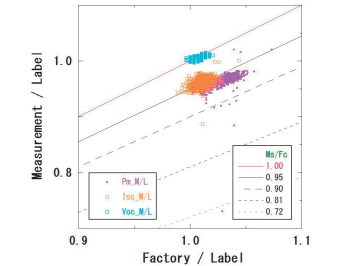 Measurement / Label
1.0
0.8
0.9
1.0
1.1
Factory / Label
Pm_M/L
Isc_M/L
Voc_M/L
Ms/Fc
1.00
0.95
0.90
0.81
0.72